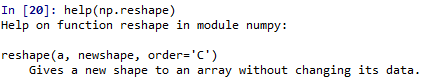 In [20]: help(np.reshape)
Help on function reshape in module numpy:
reshape(a, newshape, order='C')
Gives a new shape to an array without changing its data.